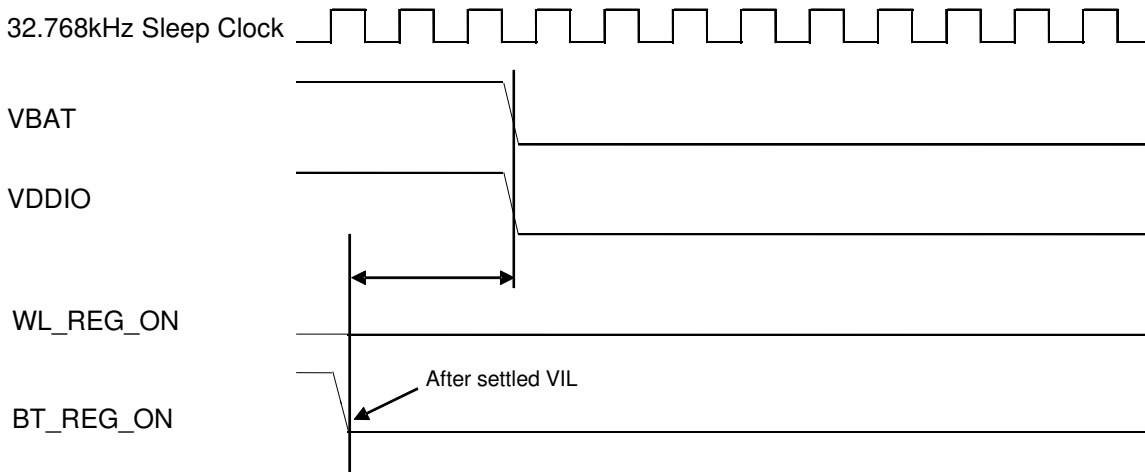 32.768kHz Sleep Clock
VBAT
VDDIO
WL_REG_ON
After settled VIL
BT_REG_ON